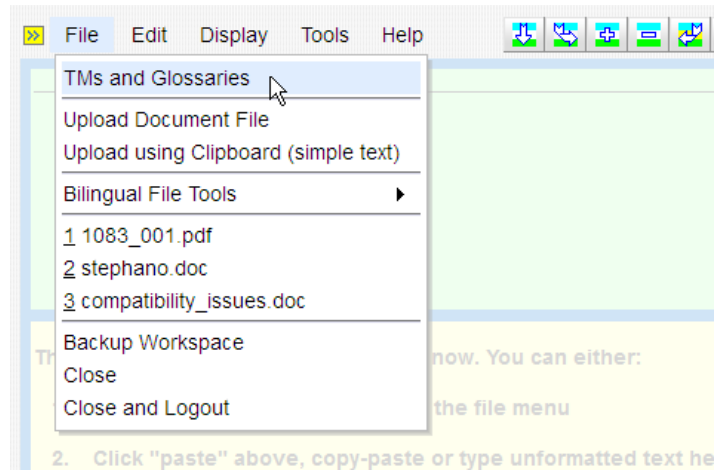 File Edit Display Tools Help
TMs and Glossaries
Upload Document File
Upload using Clipboard (simple text)
Bilingual File Tools
1 1083_001.pdf
2 stephano.doc
3 compatibility_issues.doc
Backup Workspace
Th now. You can either:
Close
Close and Logout the file menu
2. Click "paste" above, copy-paste or type unformatted text he